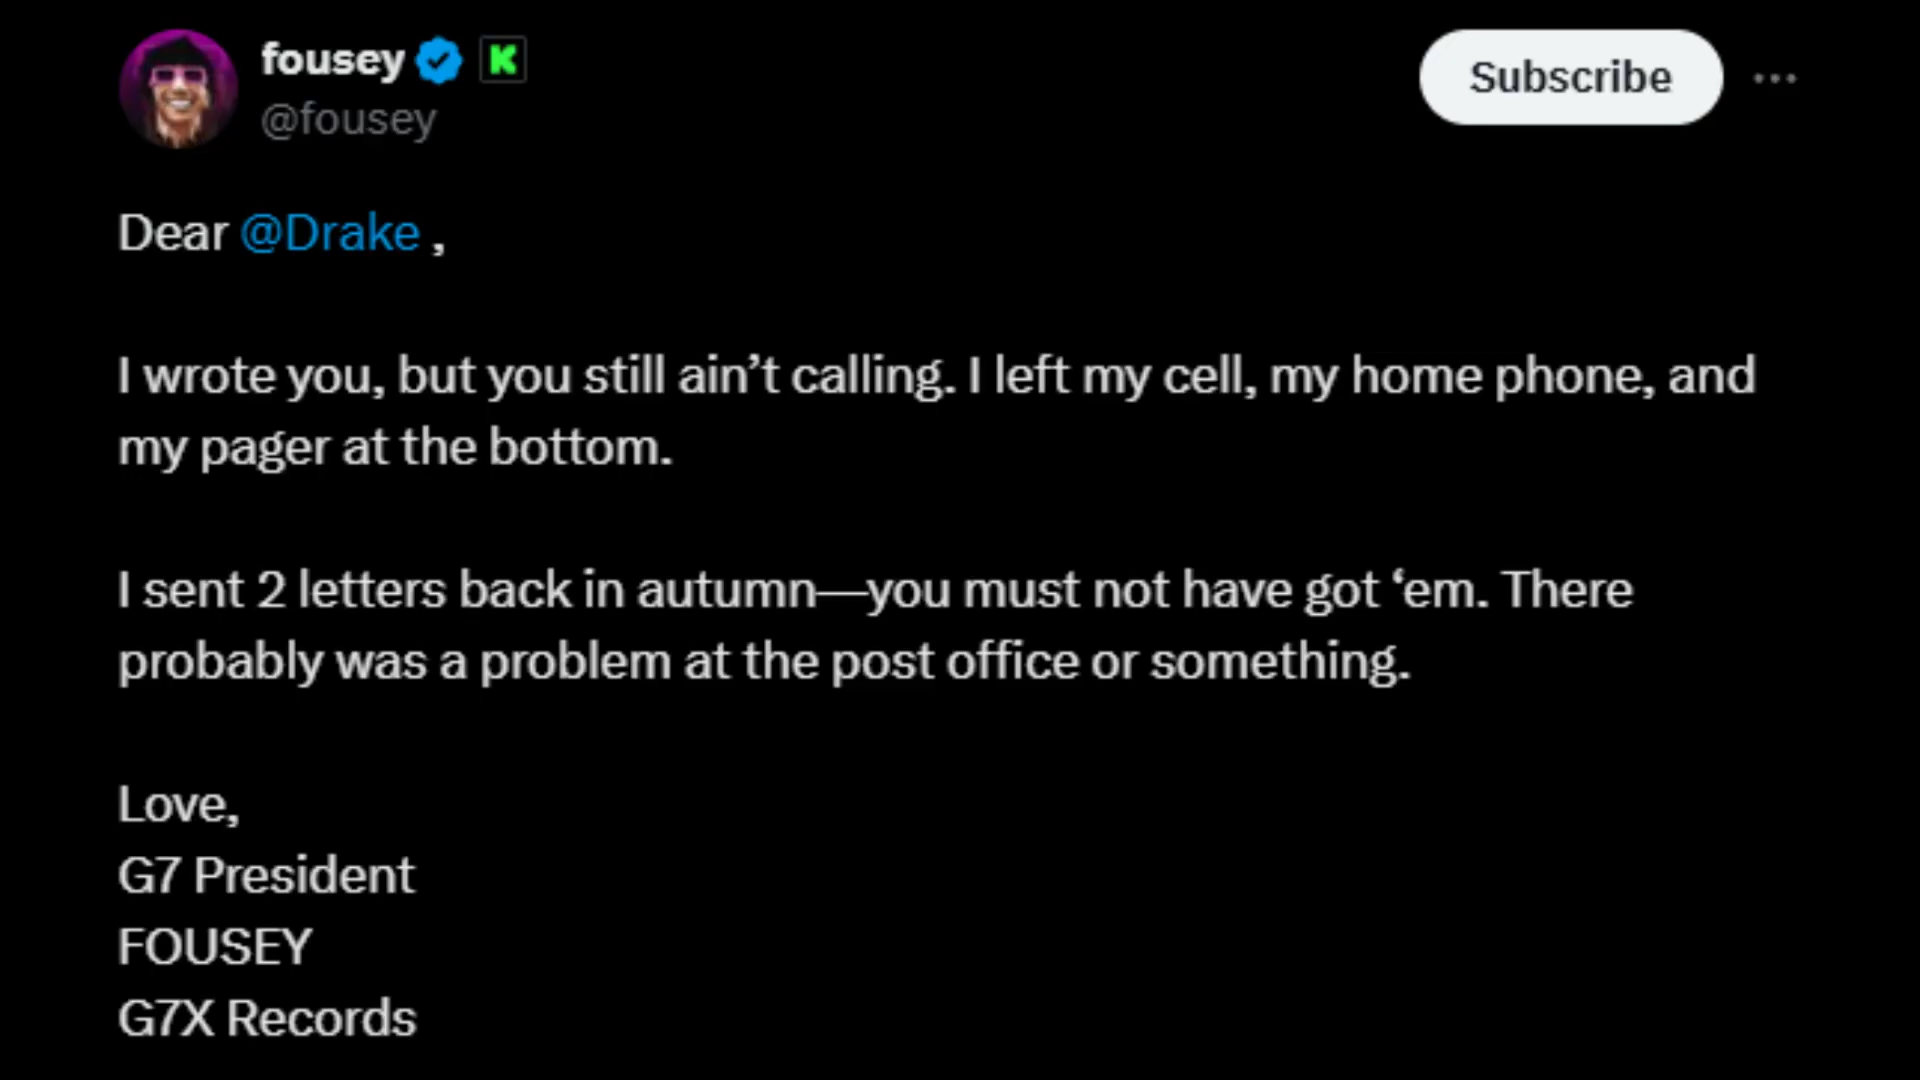 fousey K
@fousey
Subscribe
Dear @Drake ,
I wrote you, but you still ain’t calling. I left my cell, my home phone, and
my pager at the bottom.
I sent 2 letters back in autumn—you must not have got ‘em. There
probably was a problem at the post office or something.
Love,
G7 President
FOUSEY
G7X Records